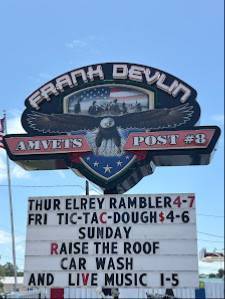 FRANK DEVLIN
AMVETS POST #8
THUR ELREY RAMBLER 4-7
FRI TIC-TAC-DOUGH$4-6
SUNDAY
RAISE THE ROOF
CAR WASH
AND LIVE MUSIC 1-5